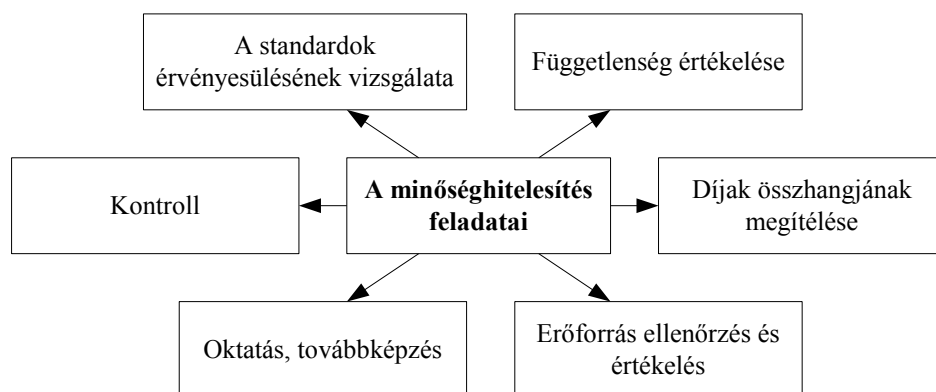 A standardok
érvényesülésének vizsgálata
Függetlenség értékelése
Kontroll
A minőséghitelesítés
feladatai
Díjak összhangjának
megítélése
Oktatás, továbbképzés
Erőforrás ellenőrzés és
értékelés